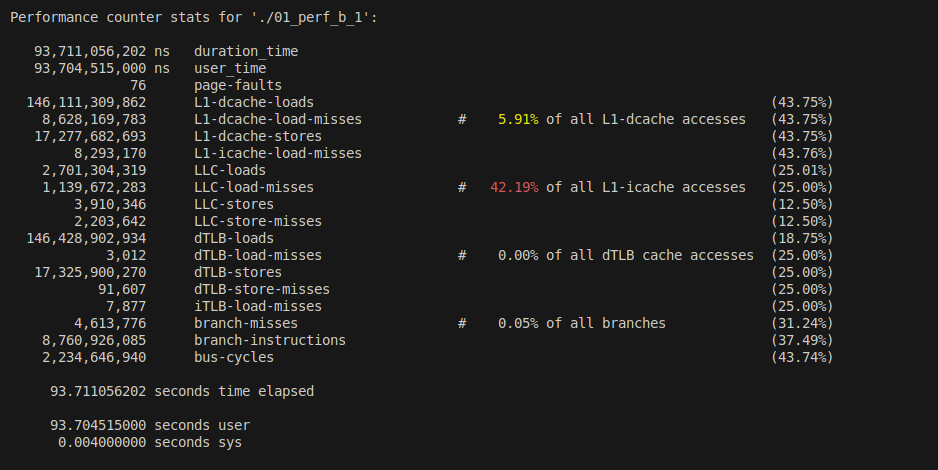 Performance counter stats for './01_perf_b_1':
93,711,056,202 ns duration_time
93,704,515,000 ns user_time
76 page-faults
146,111,309,862 L1-dcache-loads (43.75%)
8,628,169,783 L1-dcache-load-misses # 5.91% of all L1-dcache accesses (43.75%)
17,277,682,693 L1-dcache-stores (43.75%)
8,293,170 L1-icache-load-misses (43.76%)
2,701,304,319 LLC-loads (25.01%)
1,139,672,283 LLC-load-misses # 42.19% of all L1-icache accesses (25.00%)
3,910,346 LLC-stores (12.50%)
2,203,642 LLC-store-misses (12.50%)
146,428,902,934 dTLB-loads (18.75%)
3,012 dTLB-load-misses # 0.00% of all dTLB cache accesses (25.00%)
17,325,900,270 dTLB-stores (25.00%)
91,607 dTLB-store-misses (25.00%)
7,877 iTLB-load-misses (25.00%)
4,613,776 branch-misses # 0.05% of all branches (31.24%)
8,760,926,085 branch-instructions (37.49%)
2,234,646,940 bus-cycles (43.74%)
93.711056202 seconds time elapsed
93.704515000 seconds user
0.004000000 seconds sys